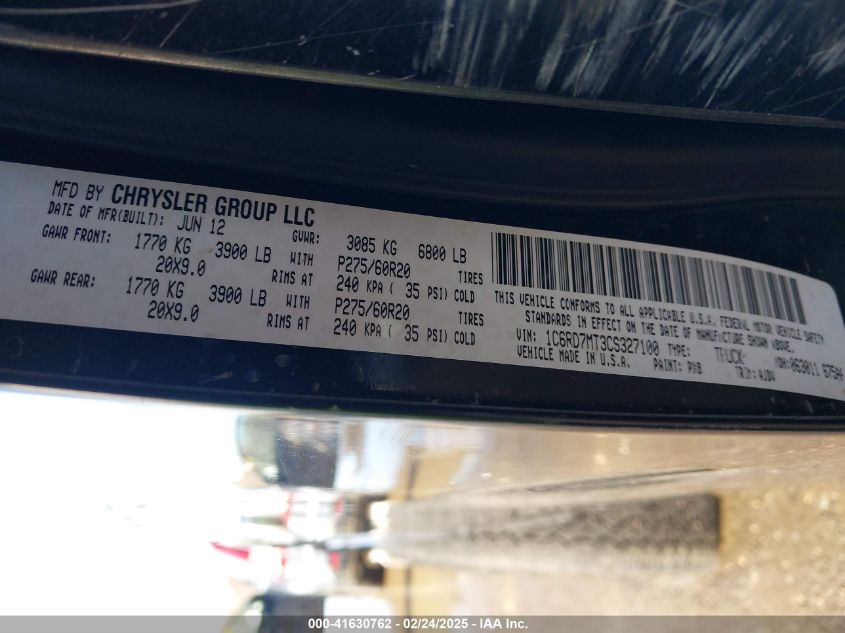 MFD BY CHRYSLER GROUP LLC
DATE OF MFR(BUILT): JUN 12 GVWR: 3085 KG 6800 LB
GAWR FRONT: 1770 KG 3900 LB WITH P275/60R20 TIRES
20X9.0 RIMS AT 240 KPA ( 35 PSI) COLD
GAWR REAR: 1770 KG 3900 LB WITH P275/60R20 TIRES
20X9.0 RIMS AT 240 KPA ( 35 PSI) COLD
THIS VEHICLE CONFORMS TO ALL APPLICABLE U.S.A. FEDERAL MOTOR VEHICLE SAFETY
STANDARDS IN EFFECT ON THE DATE OF MANUFACTURE SHOWN ABOVE.
VIN: 1C6RD7MT3CS327100 TYPE: TRUCK
VEHICLE MADE IN U.S.A. PAINT: TRIP:
000-41630762 - 02/24/2025 - IAA Inc.